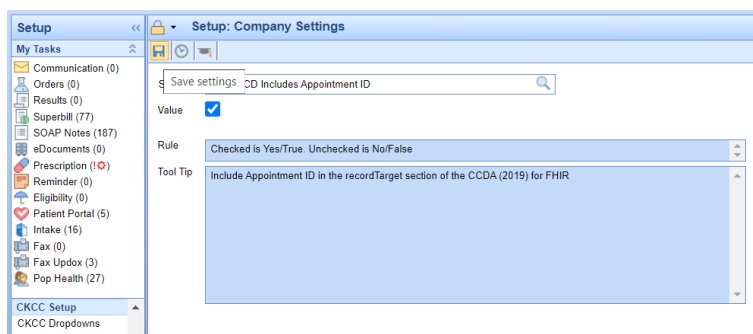 Setup
My Tasks
Communication (0)
Orders (0)
Results (0)
Superbill (77)
SOAP Notes (187)
eDocuments (0)
Prescription (!✡)
Reminder (0)
Eligibility (0)
Patient Portal (5)
Intake (16)
Fax (0)
Fax Updox (3)
Pop Health (27)
CKCC Setup
CKCC Dropdowns
Setup: Company Settings
Save settings
S CD Includes Appointment ID
Value
Rule Checked is Yes/True. Unchecked is No/False
Tool Tip Include Appointment ID in the recordTarget section of the CCDA (2019) for FHIR